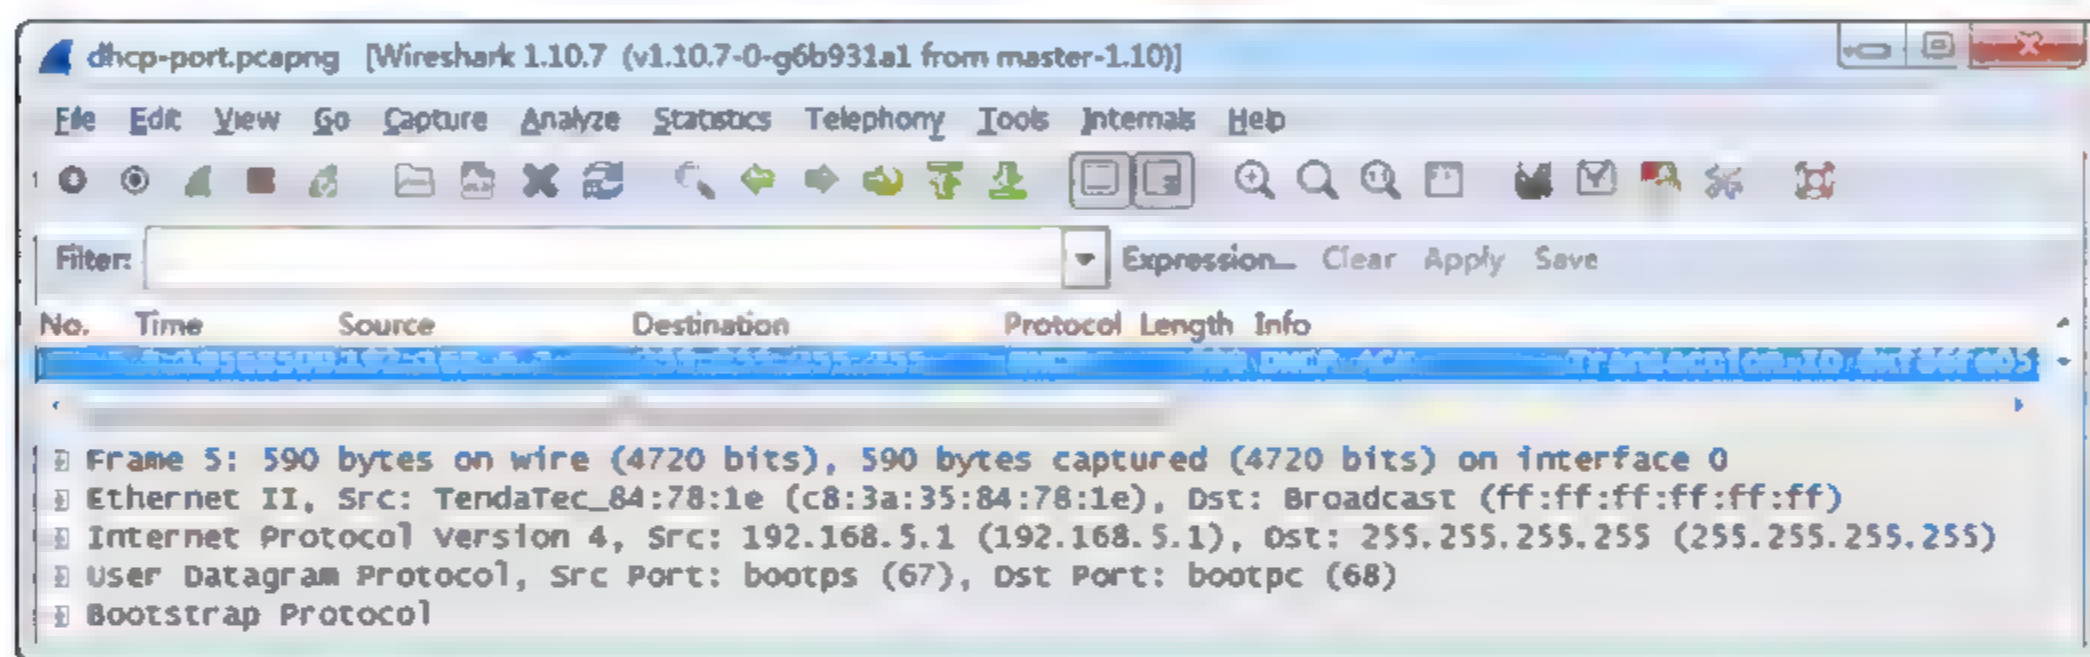 dhcp-port.pcapng [Wireshark 1.10.7 (v1.10.7-0-g6b931a1 from master-1.10)]
File Edit View Go Capture Analyze Statistics Telephony Tools Internals Help
Filter: Expression... Clear Apply Save
No. Time Source Destination Protocol Length Info
Frame 5: 590 bytes on wire (4720 bits), 590 bytes captured (4720 bits) on interface 0
Ethernet II, Src: TendaTec_84:78:1e (c8:3a:35:84:78:1e), Dst: Broadcast (ff:ff:ff:ff:ff:ff)
Internet Protocol Version 4, Src: 192.168.5.1 (192.168.5.1), Dst: 255.255.255.255 (255.255.255.255)
User Datagram Protocol, Src Port: bootps (67), Dst Port: bootpc (68)
Bootstrap Protocol